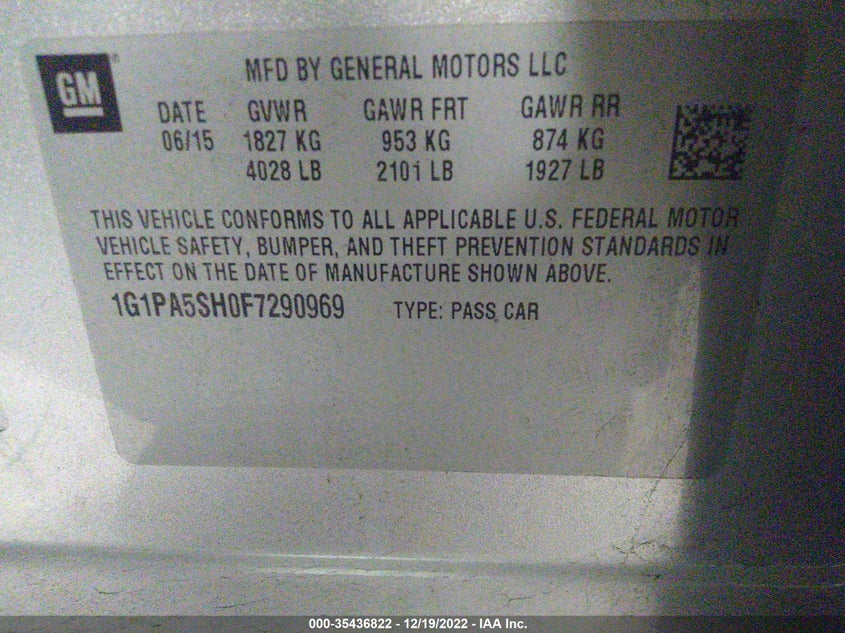 GM
MFD BY GENERAL MOTORS LLC
DATE GVWR GAWR FRT GAWR RR
06/15 1827 KG 953 KG 874 KG
4028 LB 2101 LB 1927 LB
THIS VEHICLE CONFORMS TO ALL APPLICABLE U.S. FEDERAL MOTOR
VEHICLE SAFETY, BUMPER, AND THEFT PREVENTION STANDARDS IN
EFFECT ON THE DATE OF MANUFACTURE SHOWN ABOVE.
1G1PA5SH0F7290969 TYPE: PASS CAR
000-35436822 - 12/19/2022 - IAA Inc.